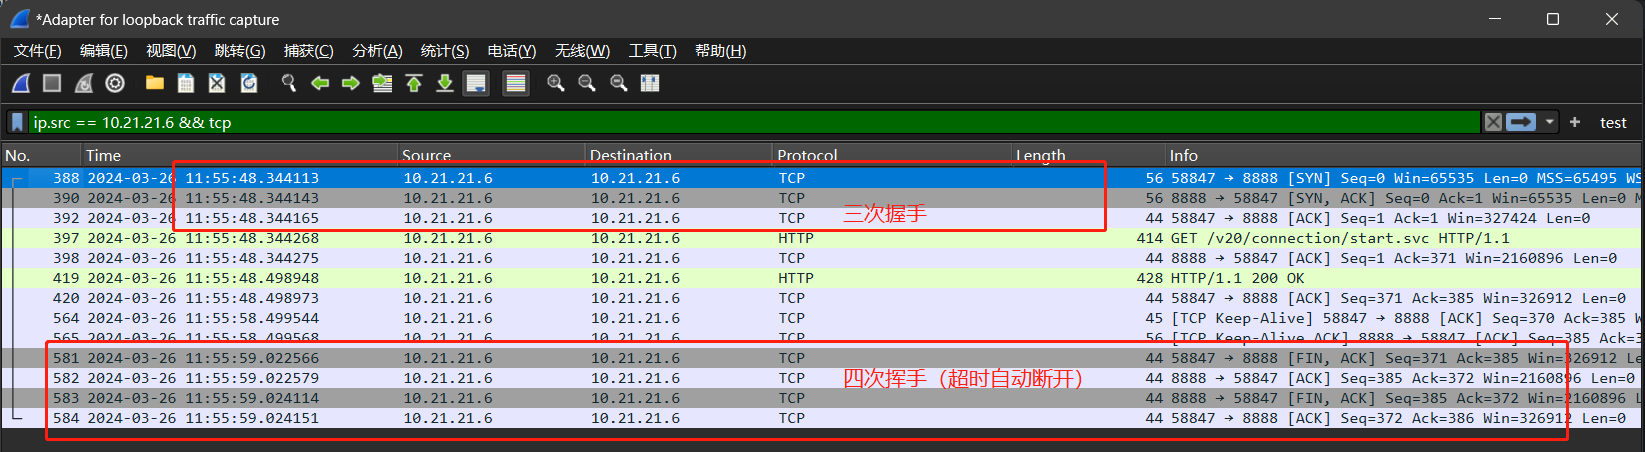 *Adapter for loopback traffic capture
文件(F) 编辑(E) 视图(V) 跳转(G) 捕获(C) 分析(A) 统计(S) 电话(Y) 无线(W) 工具(T) 帮助(H)
ip.src == 10.21.21.6 && tcp + test
No. Time Source Destination Protocol Length Info
388 2024-03-26 11:55:48.344113 10.21.21.6 10.21.21.6 TCP 56 58847 → 8888 [SYN] Seq=0 Win=65535 Len=0 MSS=65495 WS
390 2024-03-26 11:55:48.344143 10.21.21.6 10.21.21.6 TCP 56 8888 → 58847 [SYN, ACK] Seq=0 Ack=1 Win=65535 Len=0 M
392 2024-03-26 11:55:48.344165 10.21.21.6 10.21.21.6 TCP 44 58847 → 8888 [ACK] Seq=1 Ack=1 Win=327424 Len=0
三次握手
397 2024-03-26 11:55:48.344268 10.21.21.6 10.21.21.6 HTTP 414 GET /v20/connection/start.svc HTTP/1.1
398 2024-03-26 11:55:48.344275 10.21.21.6 10.21.21.6 TCP 44 8888 → 58847 [ACK] Seq=1 Ack=371 Win=2160896 Len=0
419 2024-03-26 11:55:48.498948 10.21.21.6 10.21.21.6 HTTP 428 HTTP/1.1 200 OK
420 2024-03-26 11:55:48.498973 10.21.21.6 10.21.21.6 TCP 44 58847 → 8888 [ACK] Seq=371 Ack=385 Win=326912 Len=0
564 2024-03-26 11:55:58.499544 10.21.21.6 10.21.21.6 TCP 45 [TCP Keep-Alive] 58847 → 8888 [ACK] Seq=370 Ack=385 W
565 2024-03-26 11:55:58.499568 10.21.21.6 10.21.21.6 TCP 56 [TCP Keep-Alive ACK] 8888 → 58847 [ACK] Seq=385 Ack=
581 2024-03-26 11:55:59.022566 10.21.21.6 10.21.21.6 TCP 44 58847 → 8888 [FIN, ACK] Seq=371 Ack=385 Win=326912 Le
582 2024-03-26 11:55:59.022579 10.21.21.6 10.21.21.6 TCP 44 8888 → 58847 [ACK] Seq=385 Ack=372 Win=2160896 Len=0
四次挥手（超时自动断开）
583 2024-03-26 11:55:59.024114 10.21.21.6 10.21.21.6 TCP 44 8888 → 58847 [FIN, ACK] Seq=385 Ack=372 Win=2160896 L
584 2024-03-26 11:55:59.024151 10.21.21.6 10.21.21.6 TCP 44 58847 → 8888 [ACK] Seq=372 Ack=386 Win=326912 Len=0